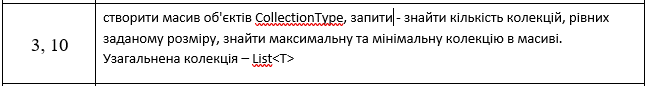 3, 10
створити масив об'єктів CollectionType, запити - знайти кількість колекцій, рівних
заданому розміру, знайти максимальну та мінімальну колекцію в масиві.
Узагальнена колекція – List<T>